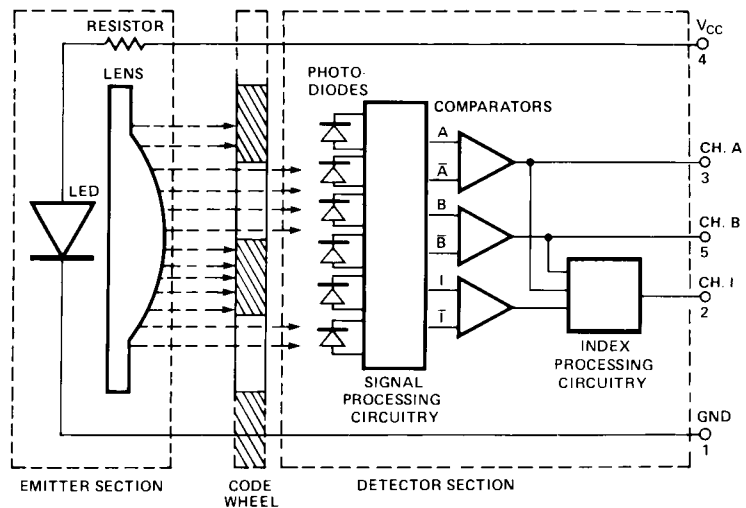 RESISTOR
LENS
LED
EMITTER SECTION
CODE
WHEEL
PHOTO-
DIODES
COMPARATORS
A
A̅
B
B̅
I
I̅
SIGNAL
PROCESSING
CIRCUITRY
INDEX
PROCESSING
CIRCUITRY
DETECTOR SECTION
VCC
4
CH. A
3
CH. B
5
CH. I
2
GND
1